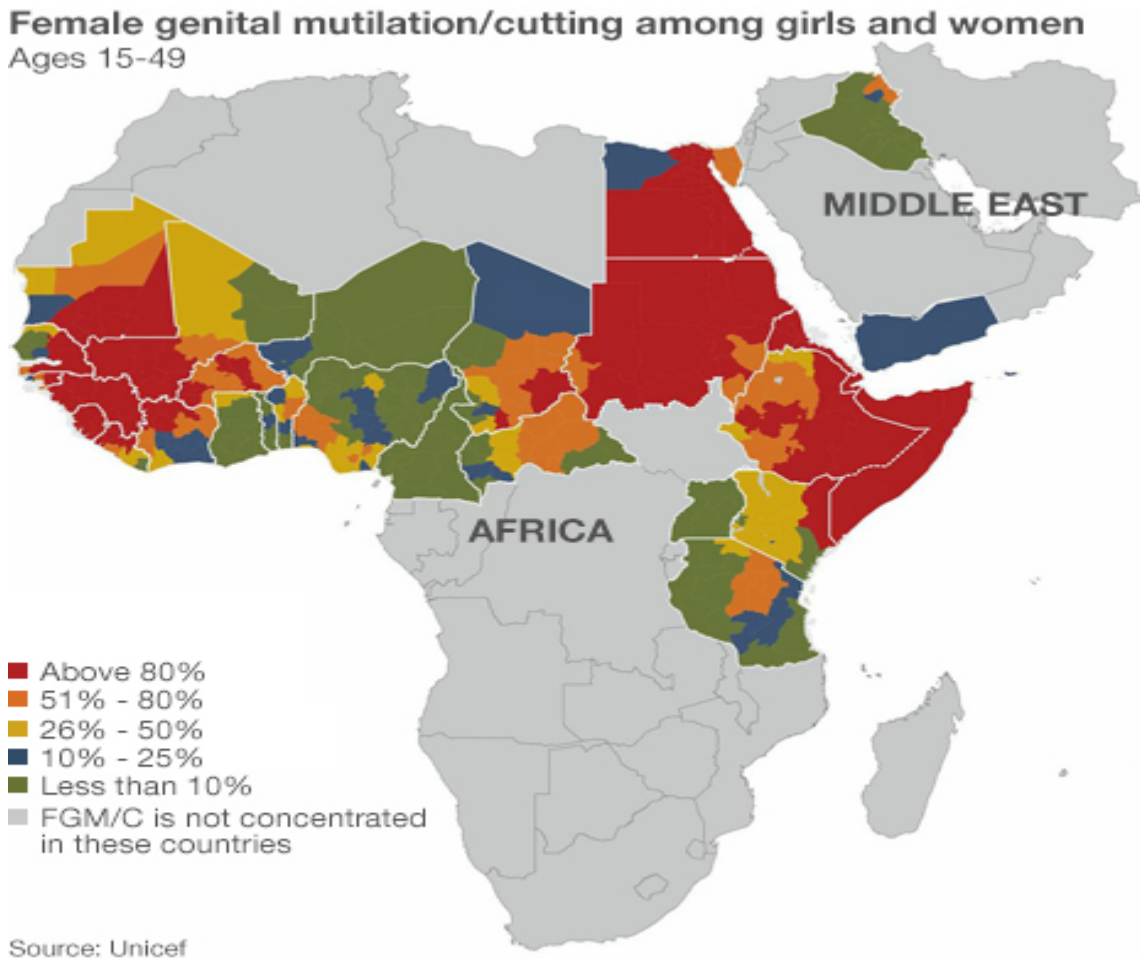 Female genital mutilation/cutting among girls and women
Ages 15-49
MIDDLE EAST
AFRICA
Above 80%
51% - 80%
26% - 50%
10% - 25%
Less than 10%
FGM/C is not concentrated
in these countries
Source: Unicef